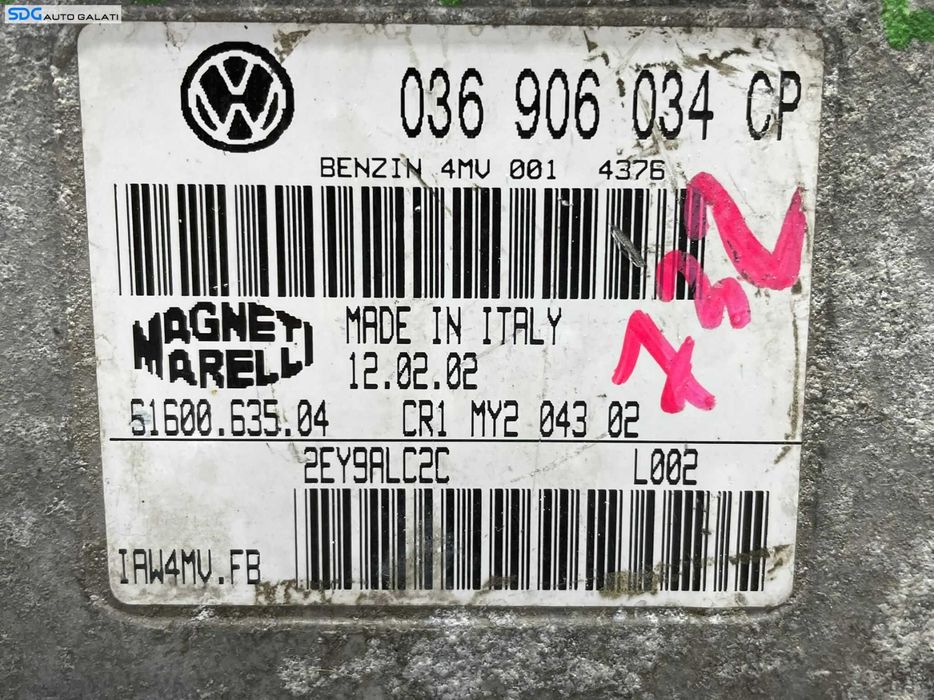 SDG AUTO GALATI
036 906 034 CP
BENZIN 4MV 001 4376
MAGNETI
MARELLI
MADE IN ITALY
12.02.02
61600.635.04 CR1 MY2 043 02
2EY9ALC2C L002
IAW4MV.FB